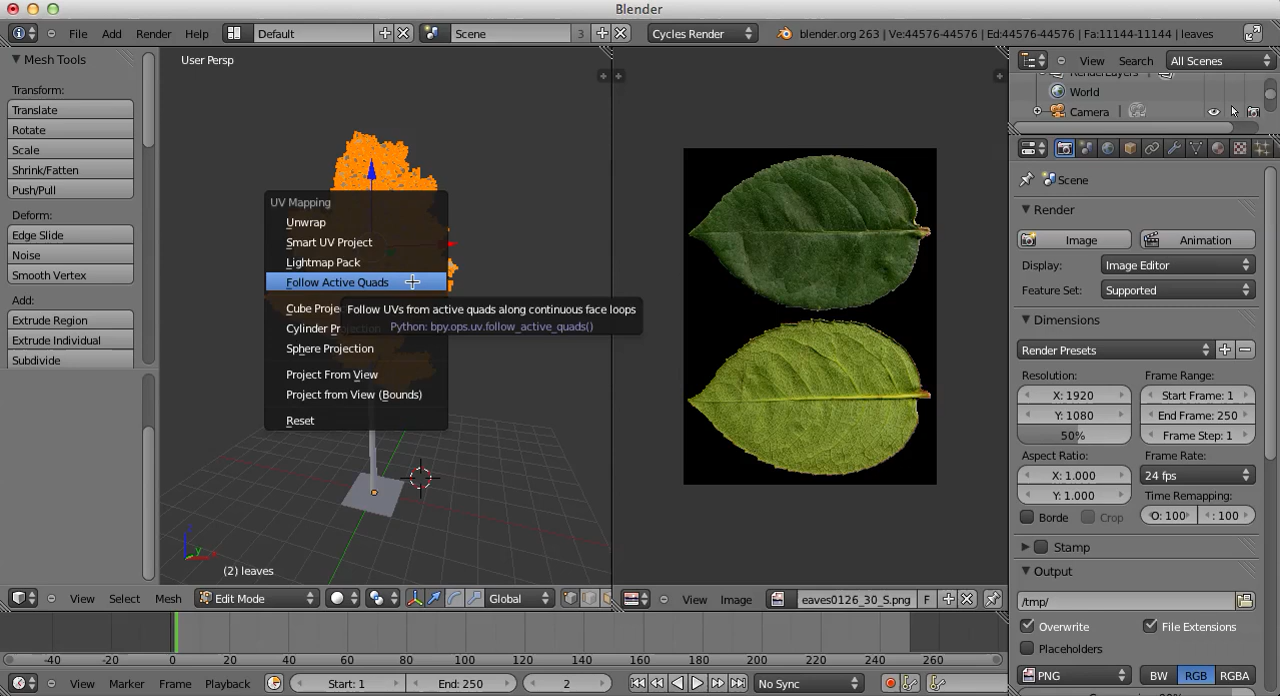 Blender
File Add Render Help Default Scene 3 Cycles Render blender.org 263 | Ve:44576-44576 | Ed:44576-44576 | Fa:11144-11144 | leaves
Mesh Tools
Transform:
Translate
Rotate
Scale
Shrink/Fatten
Push/Pull
Deform:
Edge Slide
Noise
Smooth Vertex
Add:
Extrude Region
Extrude Individual
Subdivide
User Persp
UV Mapping
Unwrap
Smart UV Project
Lightmap Pack
Follow Active Quads
Cube Proje
Cylinder Pr
Sphere Projection
Project From View
Project from View (Bounds)
Reset
Follow UVs from active quads along continuous face loops
Python: bpy.ops.uv.follow_active_quads()
(2) leaves
z
y
View Select Mesh Edit Mode Global
View Image eaves0126_30_S.png F
-40 -20 0 20 40 60 80 100 120 140 160 180 200 220 240 260
View Marker Frame Playback Start: 1 End: 250 2 No Sync
View Search All Scenes
RenderLayers
World
Camera
Scene
Render
Image Animation
Display: Image Editor
Feature Set: Supported
Dimensions
Render Presets
Resolution: Frame Range:
X: 1920 Start Frame: 1
Y: 1080 End Frame: 250
50% Frame Step: 1
Aspect Ratio: Frame Rate:
X: 1.000 24 fps
Y: 1.000 Time Remapping:
Borde Crop O: 100 : 100
Stamp
Output
/tmp/
Overwrite File Extensions
Placeholders
PNG BW RGB RGBA